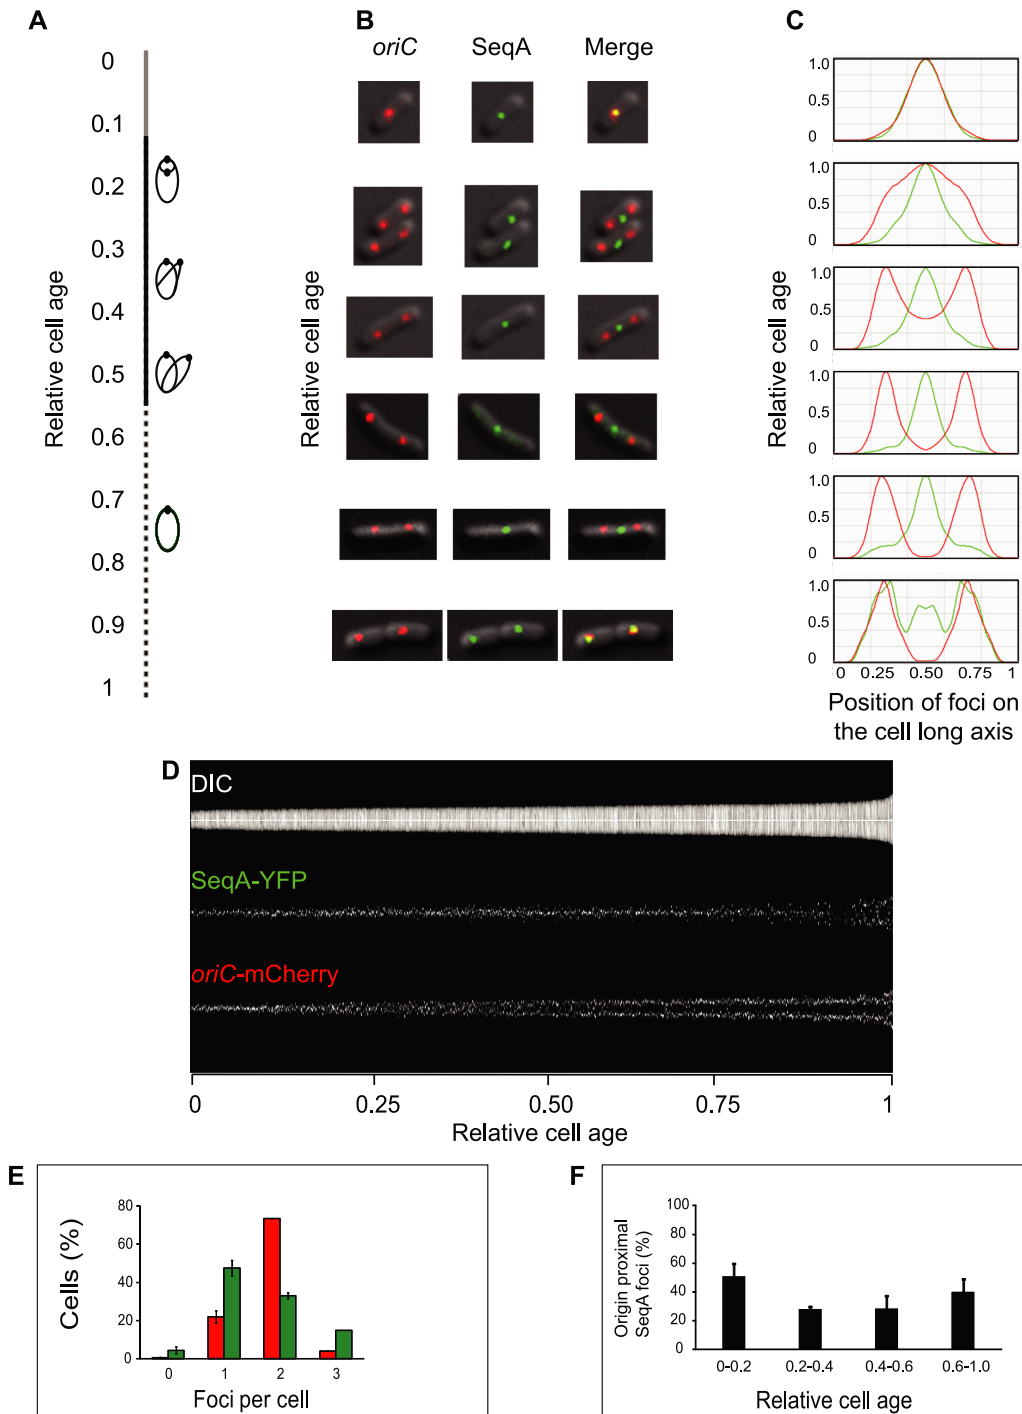 A
B
C
oriC
SeqA
Merge
0
0.1
0.2
0.3
0.4
0.5
0.6
0.7
0.8
0.9
1
Relative cell age
Relative cell age
Relative cell age
1.0
0.5
0
1.0
0.5
0
1.0
0.5
0
1.0
0.5
0
1.0
0.5
0
1.0
0.5
0
0 0.25 0.50 0.75 1
Position of foci on
the cell long axis
D
DIC
SeqA-YFP
oriC-mCherry
0 0.25 0.50 0.75 1
Relative cell age
E
Cells (%)
80
60
40
20
0
0 1 2 3
Foci per cell
F
Origin proximal
SeqA foci (%)
100
80
60
40
20
0
0-0.2 0.2-0.4 0.4-0.6 0.6-1.0
Relative cell age